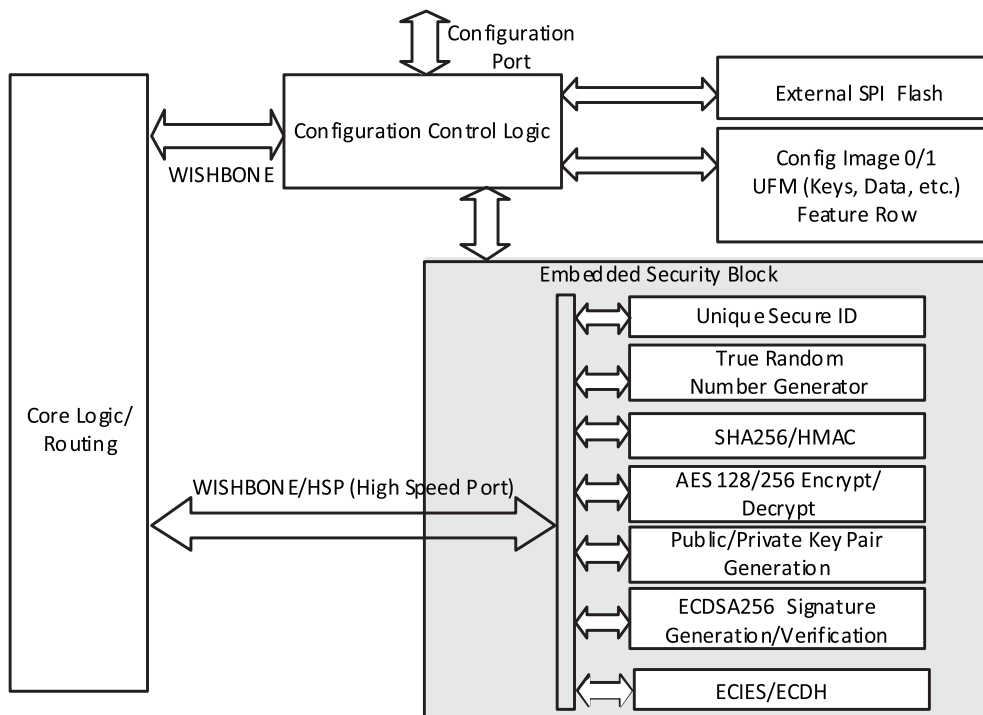 Configuration
Port
Configuration Control Logic
External SPI Flash
WISHBONE
Config Image 0/1
UFM (Keys, Data, etc.)
Feature Row
Embedded Security Block
Unique Secure ID
True Random
Number Generator
Core Logic/
Routing
SHA256/HMAC
WISHBONE/HSP (High Speed Port)
AES 128/256 Encrypt/
Decrypt
Public/Private Key Pair
Generation
ECDSA256 Signature
Generation/Verification
ECIES/ECDH